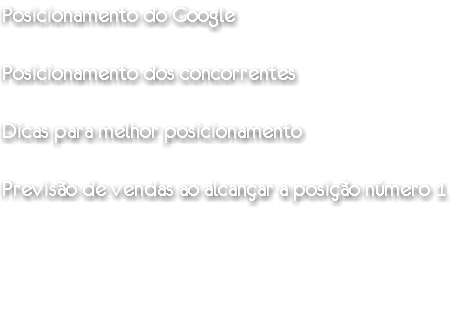 Posicionamento do Google
Posicionamento dos concorrentes
Dicas para melhor posicionamento
Previsão de vendas ao alcançar a posição número 1